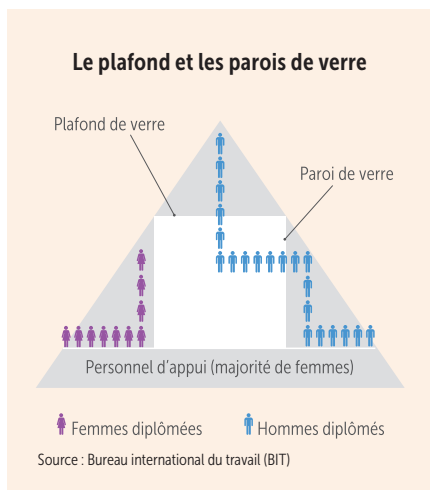 Le plafond et les parois de verre
Plafond de verre
Paroi de verre
Personnel d'appui (majorité de femmes)
Femmes diplômées
Hommes diplômés
Source : Bureau international du travail (BIT)